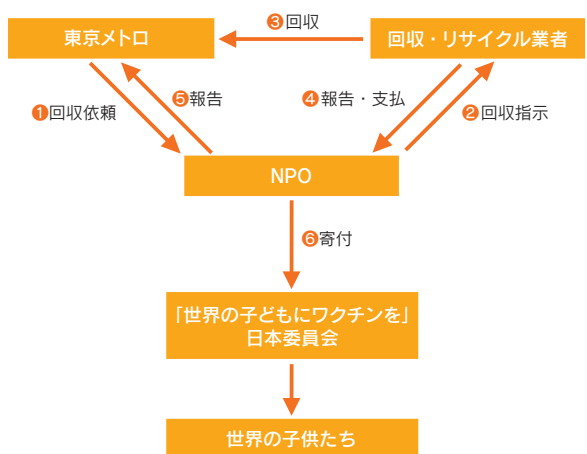 ❸回収
東京メトロ
回収・リサイクル業者
❶回収依頼
❺報告
❹報告・支払
❷回収指示
NPO
❻寄付
「世界の子どもにワクチンを」
日本委員会
世界の子供たち